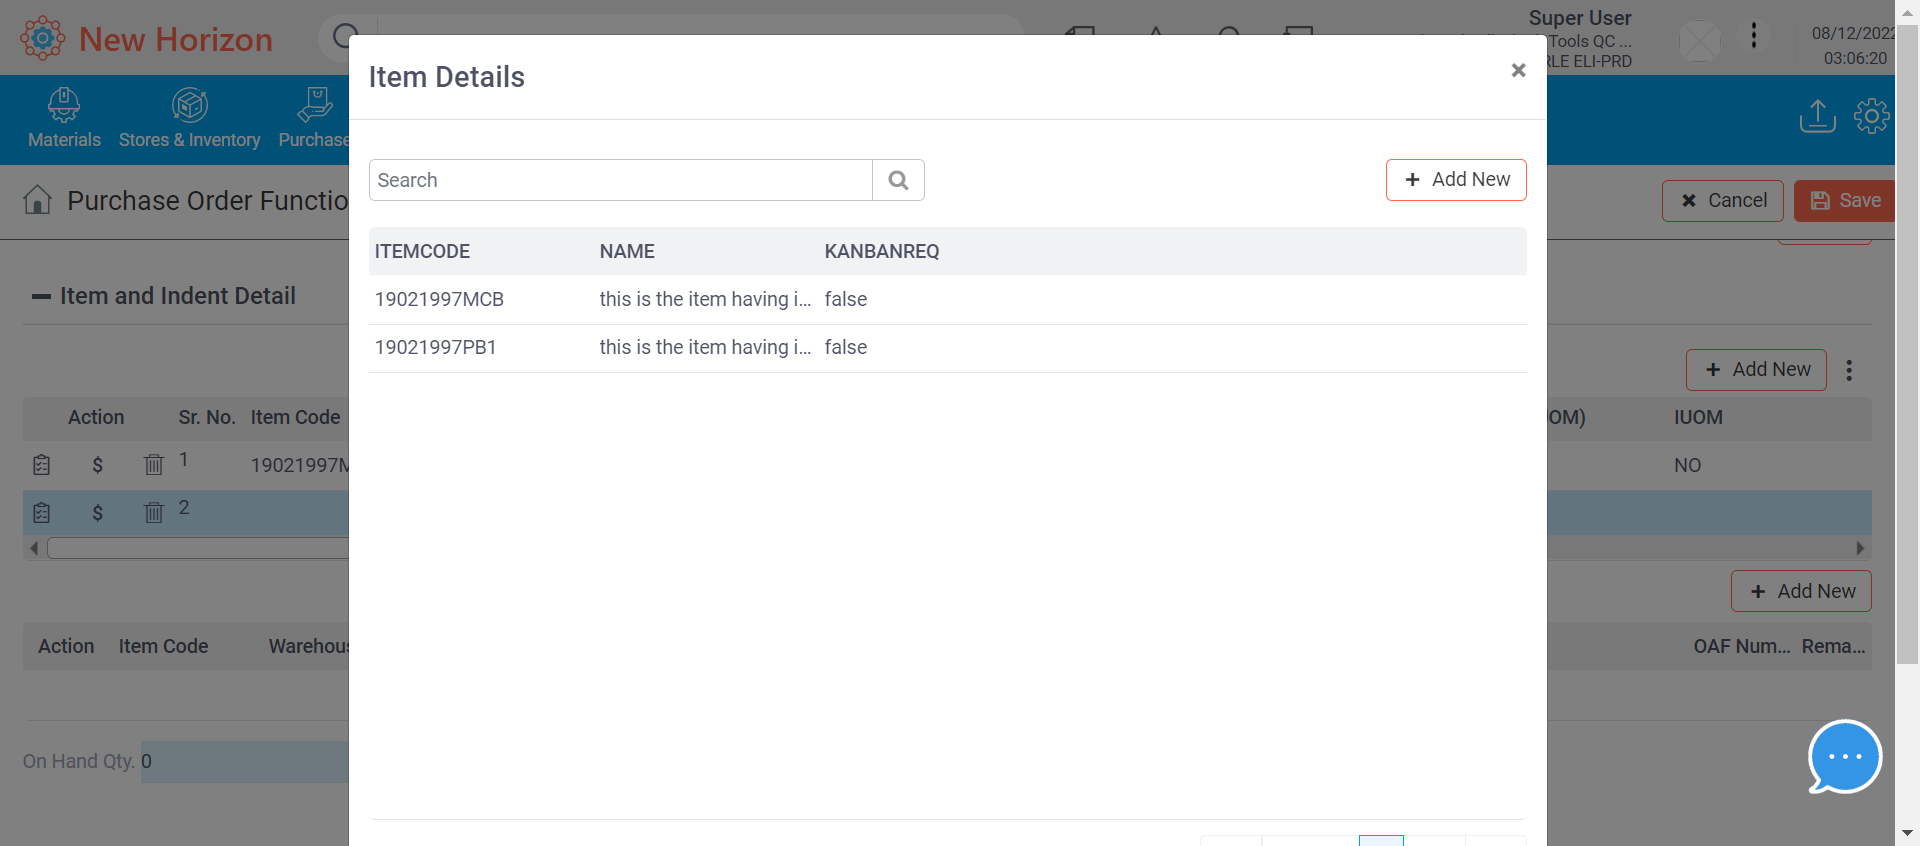 New Horizon
Super User
Tools QC ...
RLE ELI-PRD
08/12/2022
03:06:20
Materials
Stores & Inventory
Purchase
Item Details
×
Search
+ Add New
Purchase Order Functio
Cancel
Save
ITEMCODE NAME KANBANREQ
19021997MCB this is the item having i... false
19021997PB1 this is the item having i... false
Item and Indent Detail
+ Add New
Action Sr. No. Item Code OM) IUOM
$ 1 19021997M NO
$ 2
+ Add New
Action Item Code Warehous OAF Num... Rema...
On Hand Qty. 0